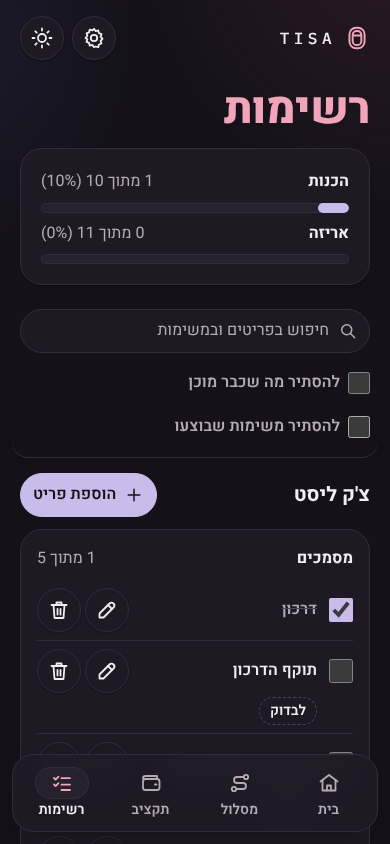 TISA
רשימות
הכנות 1 מתוך 10 (10%)
אריזה 0 מתוך 11 (0%)
חיפוש בפריטים ובמשימות
להסתיר מה שכבר מוכן
להסתיר משימות שבוצעו
צ'ק ליסט + הוספת פריט
מסמכים 1 מתוך 5
דרכון
תוקף הדרכון
לבדוק
בית מסלול תקציב רשימות